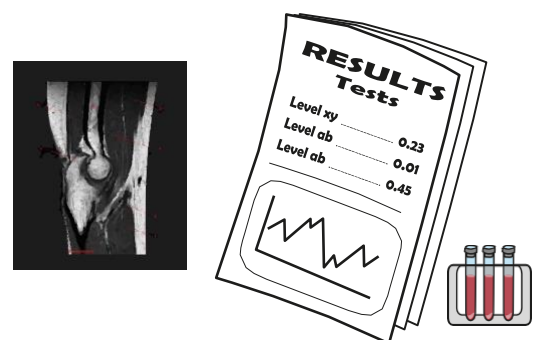 RESULTS
Tests
Level xy ............ 0.23
Level ab ............ 0.01
Level ab ............ 0.45